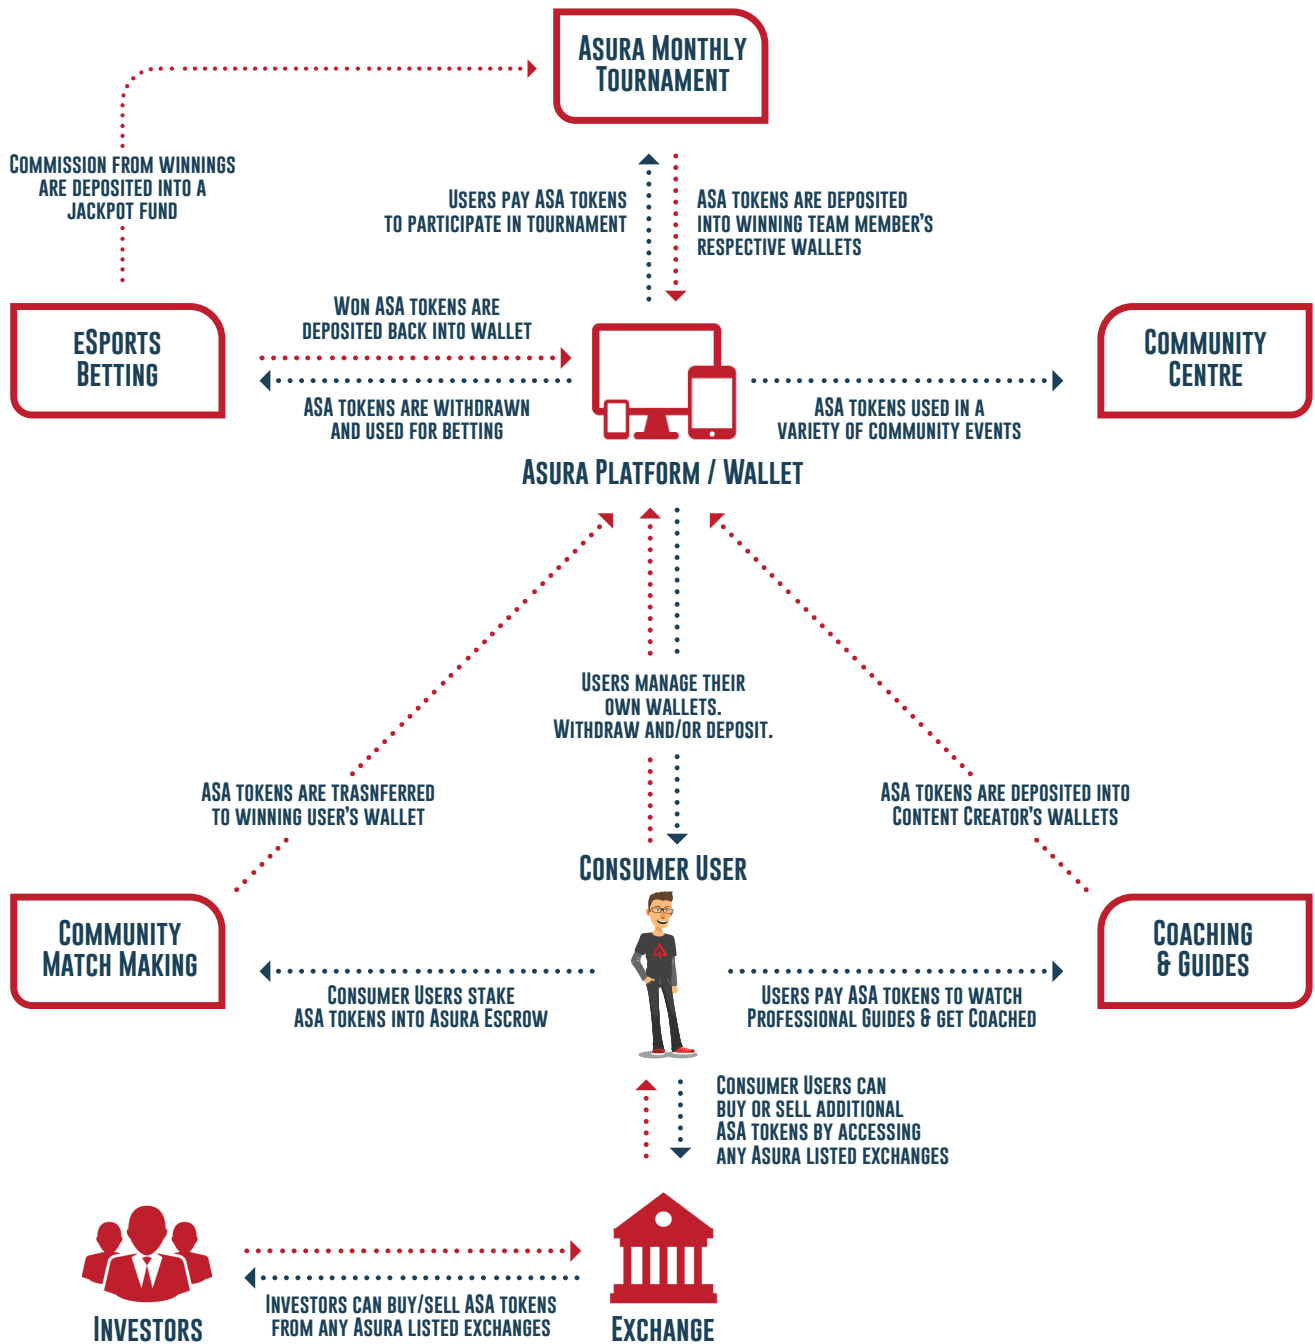 Asura Monthly
Tournament
Commission from winnings
are deposited into a
jackpot fund
Users pay ASA tokens
to participate in tournament
ASA tokens are deposited
into winning team member's
respective wallets
eSports
Betting
Won ASA tokens are
deposited back into wallet
ASA tokens are withdrawn
and used for betting
Community
Centre
ASA tokens used in a
variety of community events
Asura Platform / Wallet
Users manage their
own wallets.
Withdraw and/or deposit.
ASA tokens are trasnferred
to winning user's wallet
ASA tokens are deposited into
Content Creator's wallets
Consumer User
Community
Match Making
Consumer Users stake
ASA tokens into Asura Escrow
Users pay ASA tokens to watch
Professional Guides & get Coached
Coaching
& Guides
Consumer Users can
buy or sell additional
ASA tokens by accessing
any Asura listed exchanges
Investors can buy/sell ASA tokens
from any Asura listed exchanges
Investors
Exchange